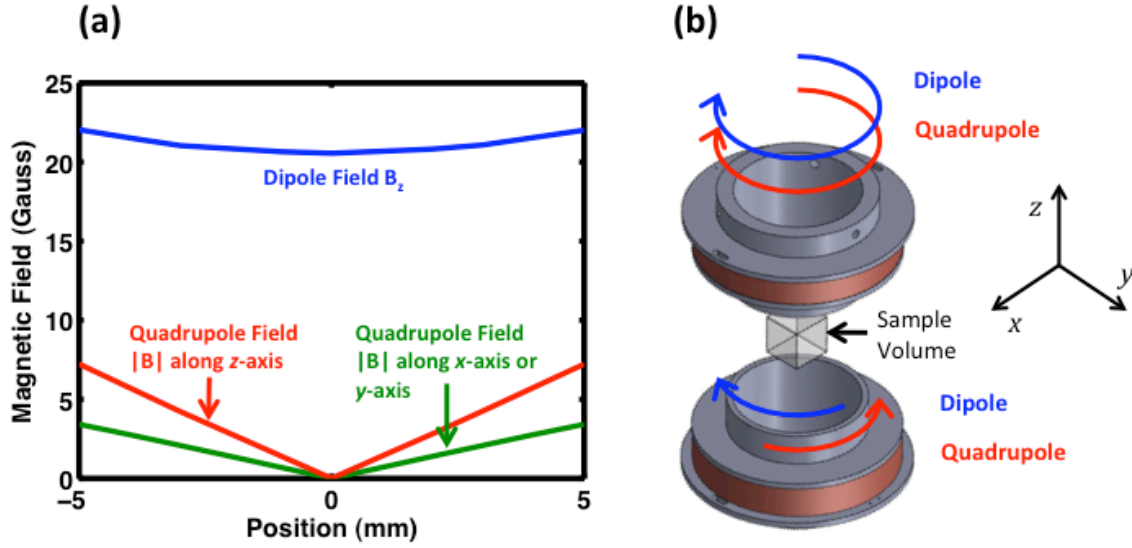 (a)
25
20
15
10
5
0
−5
0
5
Magnetic Field (Gauss)
Position (mm)
Dipole Field Bz
Quadrupole Field
|B| along z-axis
Quadrupole Field
|B| along x-axis or
y-axis
(b)
Dipole
Quadrupole
z
y
x
Sample
Volume
Dipole
Quadrupole